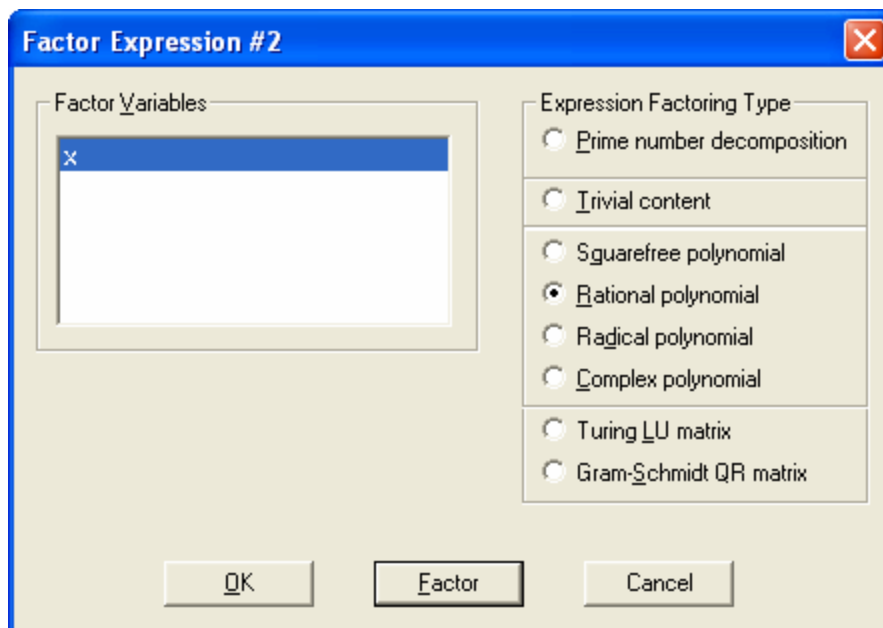 Factor Expression #2
Factor Variables
x
Expression Factoring Type
Prime number decomposition
Trivial content
Sguarefree polynomial
Rational polynomial
Radical polynomial
Complex polynomial
Turing LU matrix
Gram-Schmidt QR matrix
OK
Factor
Cancel